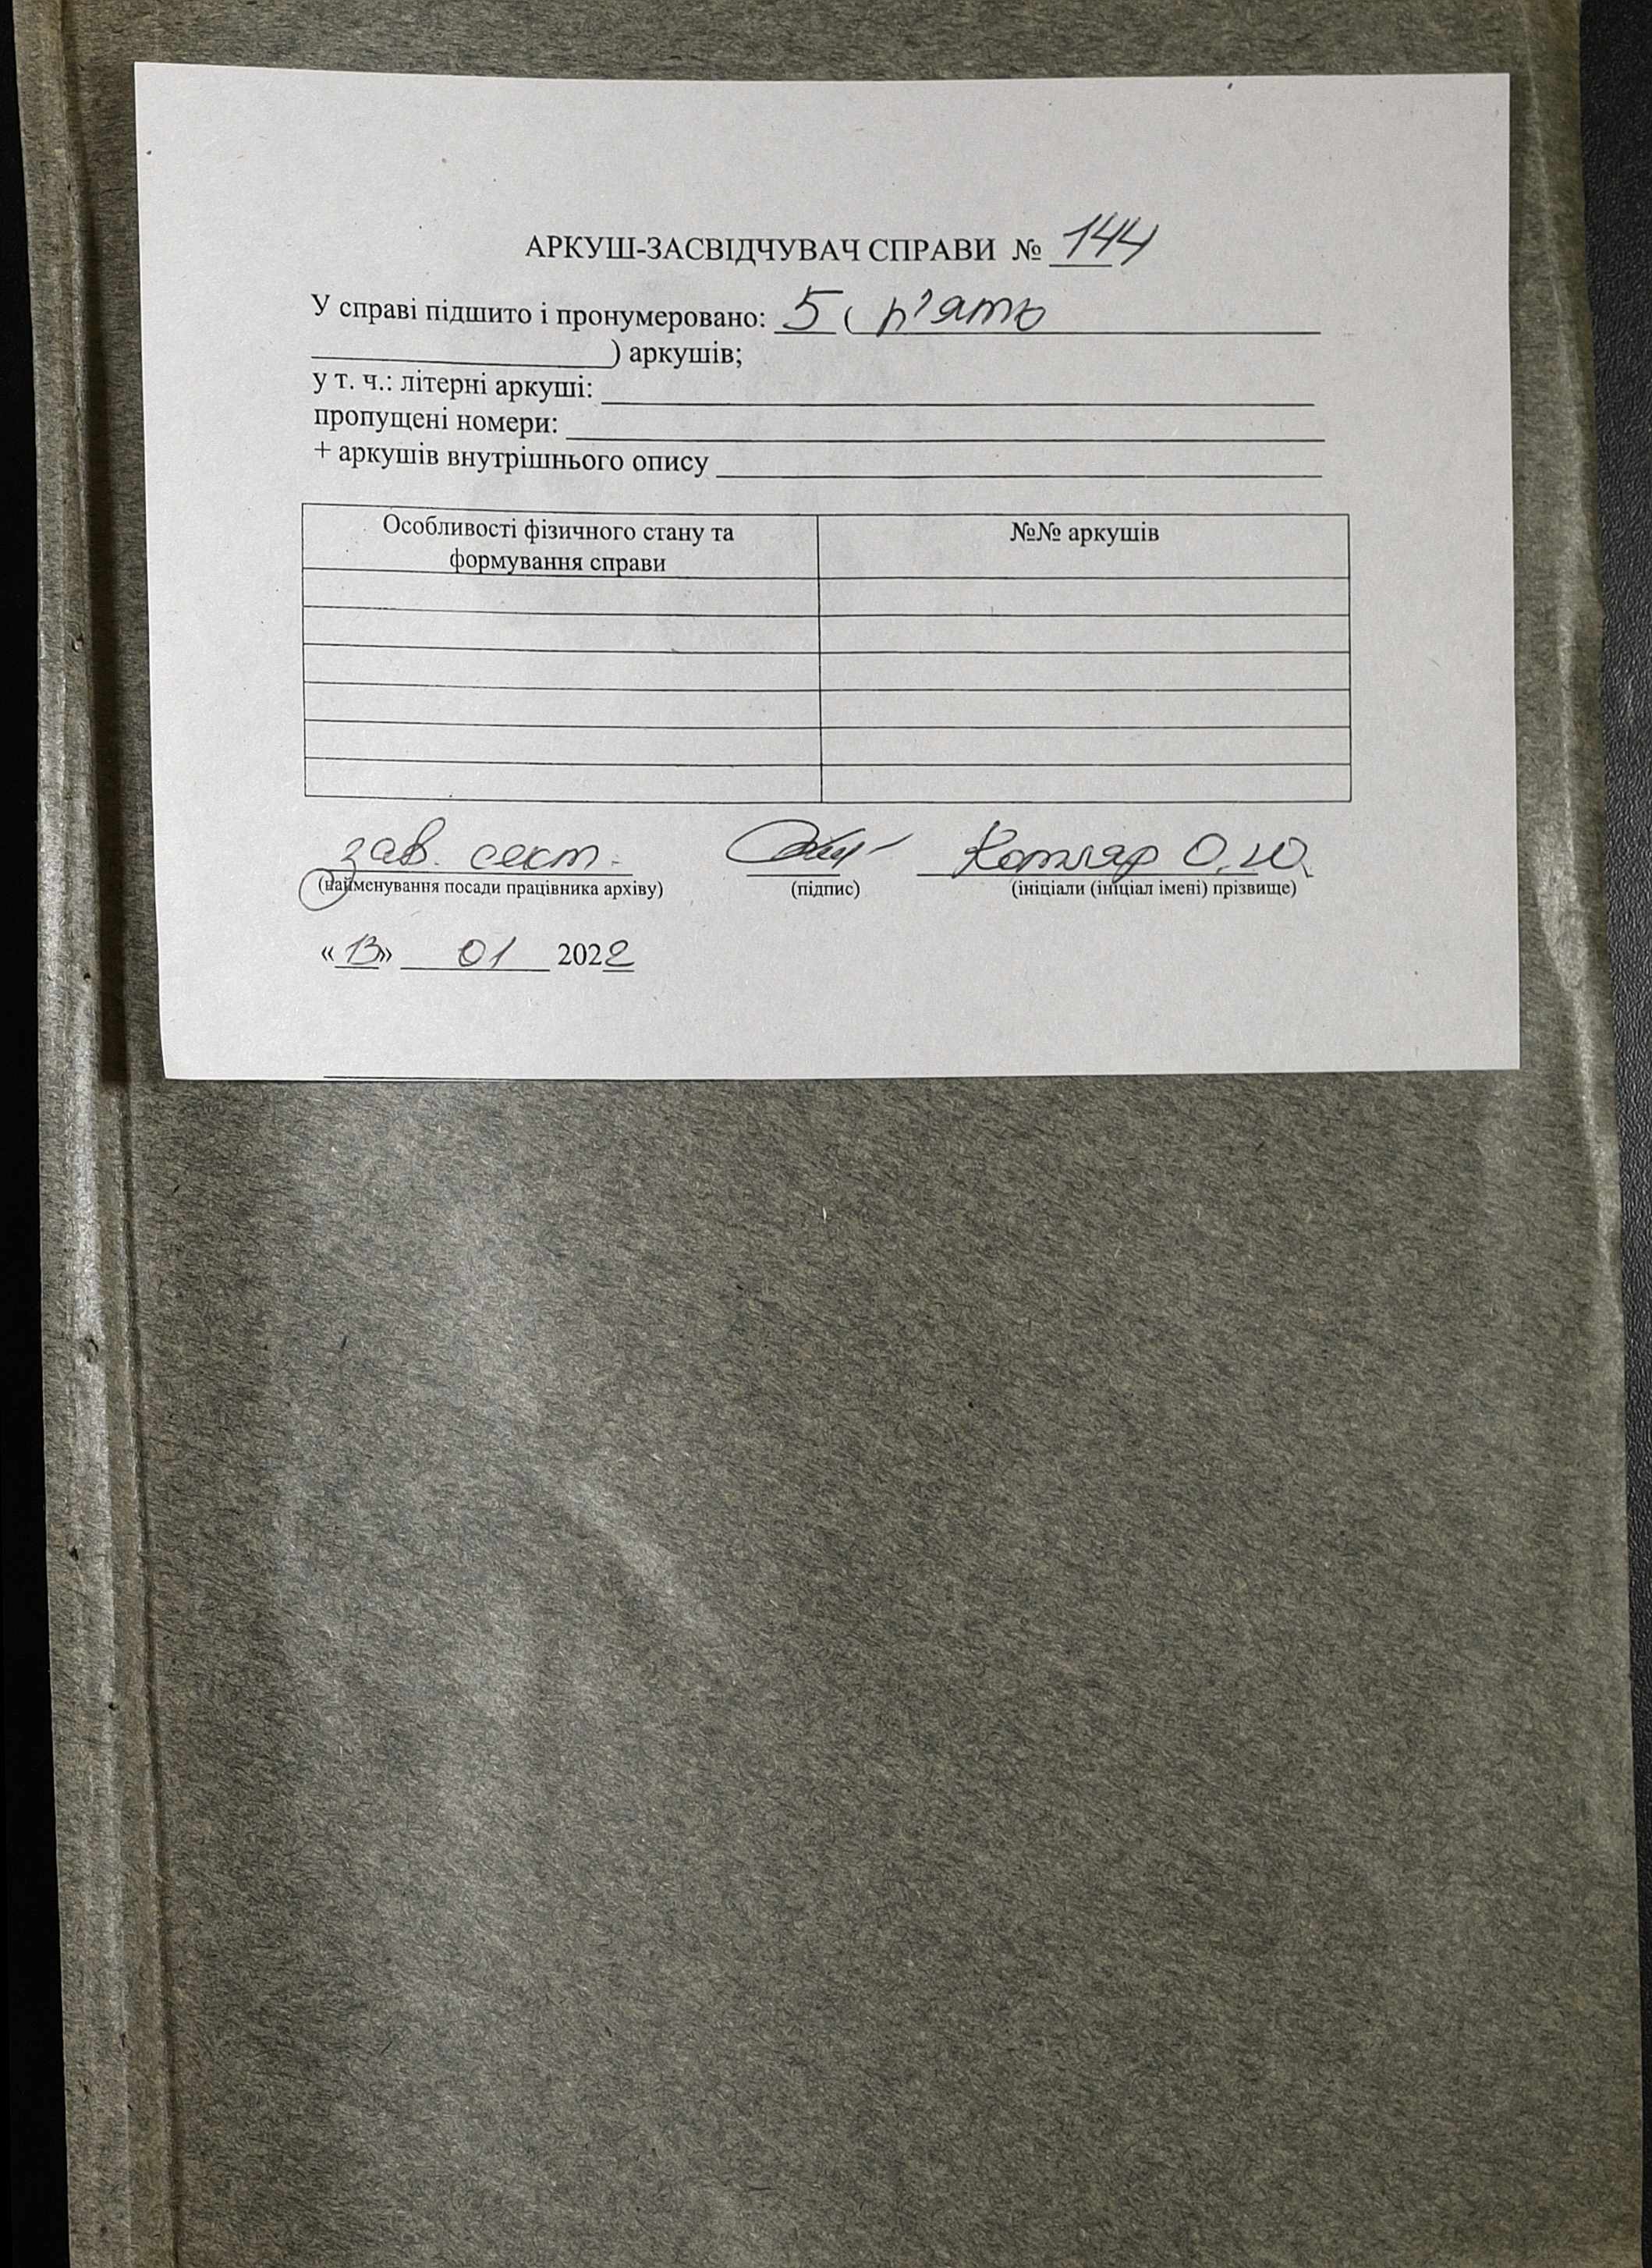 АРКУШ-ЗАСВІДЧУВАЧ СПРАВИ № 144
У справі підшито і пронумеровано: 5 ( п'ять
) аркушів;
у т. ч.: літерні аркуші:
пропущені номери:
+ аркушів внутрішнього опису
Особливості фізичного стану та №№ аркушів
формування справи
зав. сект. Котляр О.Ю.
(найменування посади працівника архіву) (підпис) (ініціали (ініціал імені) прізвище)
«13» 01 2022